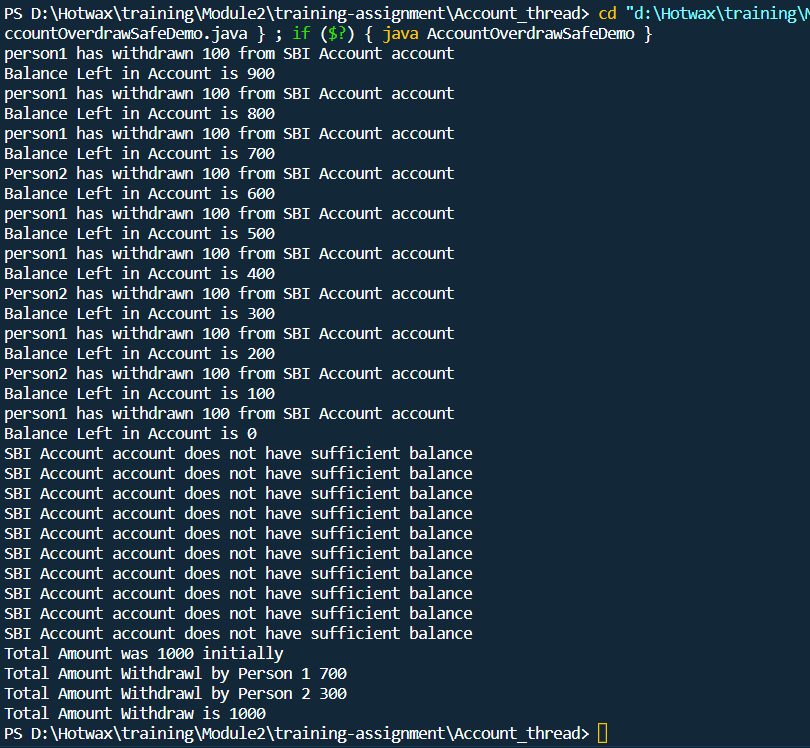 PS D:\Hotwax\training\Module2\training-assignment\Account_thread> cd "d:\Hotwax\training\
ccountOverdrawSafeDemo.java } ; if ($?) { java AccountOverdrawSafeDemo }
person1 has withdrawn 100 from SBI Account account
Balance Left in Account is 900
person1 has withdrawn 100 from SBI Account account
Balance Left in Account is 800
person1 has withdrawn 100 from SBI Account account
Balance Left in Account is 700
Person2 has withdrawn 100 from SBI Account account
Balance Left in Account is 600
person1 has withdrawn 100 from SBI Account account
Balance Left in Account is 500
person1 has withdrawn 100 from SBI Account account
Balance Left in Account is 400
Person2 has withdrawn 100 from SBI Account account
Balance Left in Account is 300
person1 has withdrawn 100 from SBI Account account
Balance Left in Account is 200
Person2 has withdrawn 100 from SBI Account account
Balance Left in Account is 100
person1 has withdrawn 100 from SBI Account account
Balance Left in Account is 0
SBI Account account does not have sufficient balance
SBI Account account does not have sufficient balance
SBI Account account does not have sufficient balance
SBI Account account does not have sufficient balance
SBI Account account does not have sufficient balance
SBI Account account does not have sufficient balance
SBI Account account does not have sufficient balance
SBI Account account does not have sufficient balance
SBI Account account does not have sufficient balance
SBI Account account does not have sufficient balance
Total Amount was 1000 initially
Total Amount Withdrawl by Person 1 700
Total Amount Withdrawl by Person 2 300
Total Amount Withdraw is 1000
PS D:\Hotwax\training\Module2\training-assignment\Account_thread>